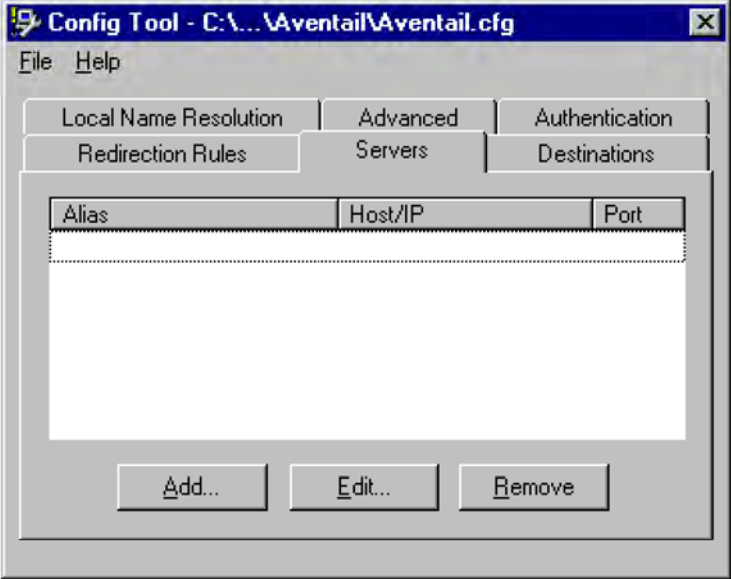 Config Tool - C:\...\Aventail\Aventail.cfg
File Help
Local Name Resolution Advanced Authentication
Redirection Rules Servers Destinations
Alias Host/IP Port
Add... Edit... Remove